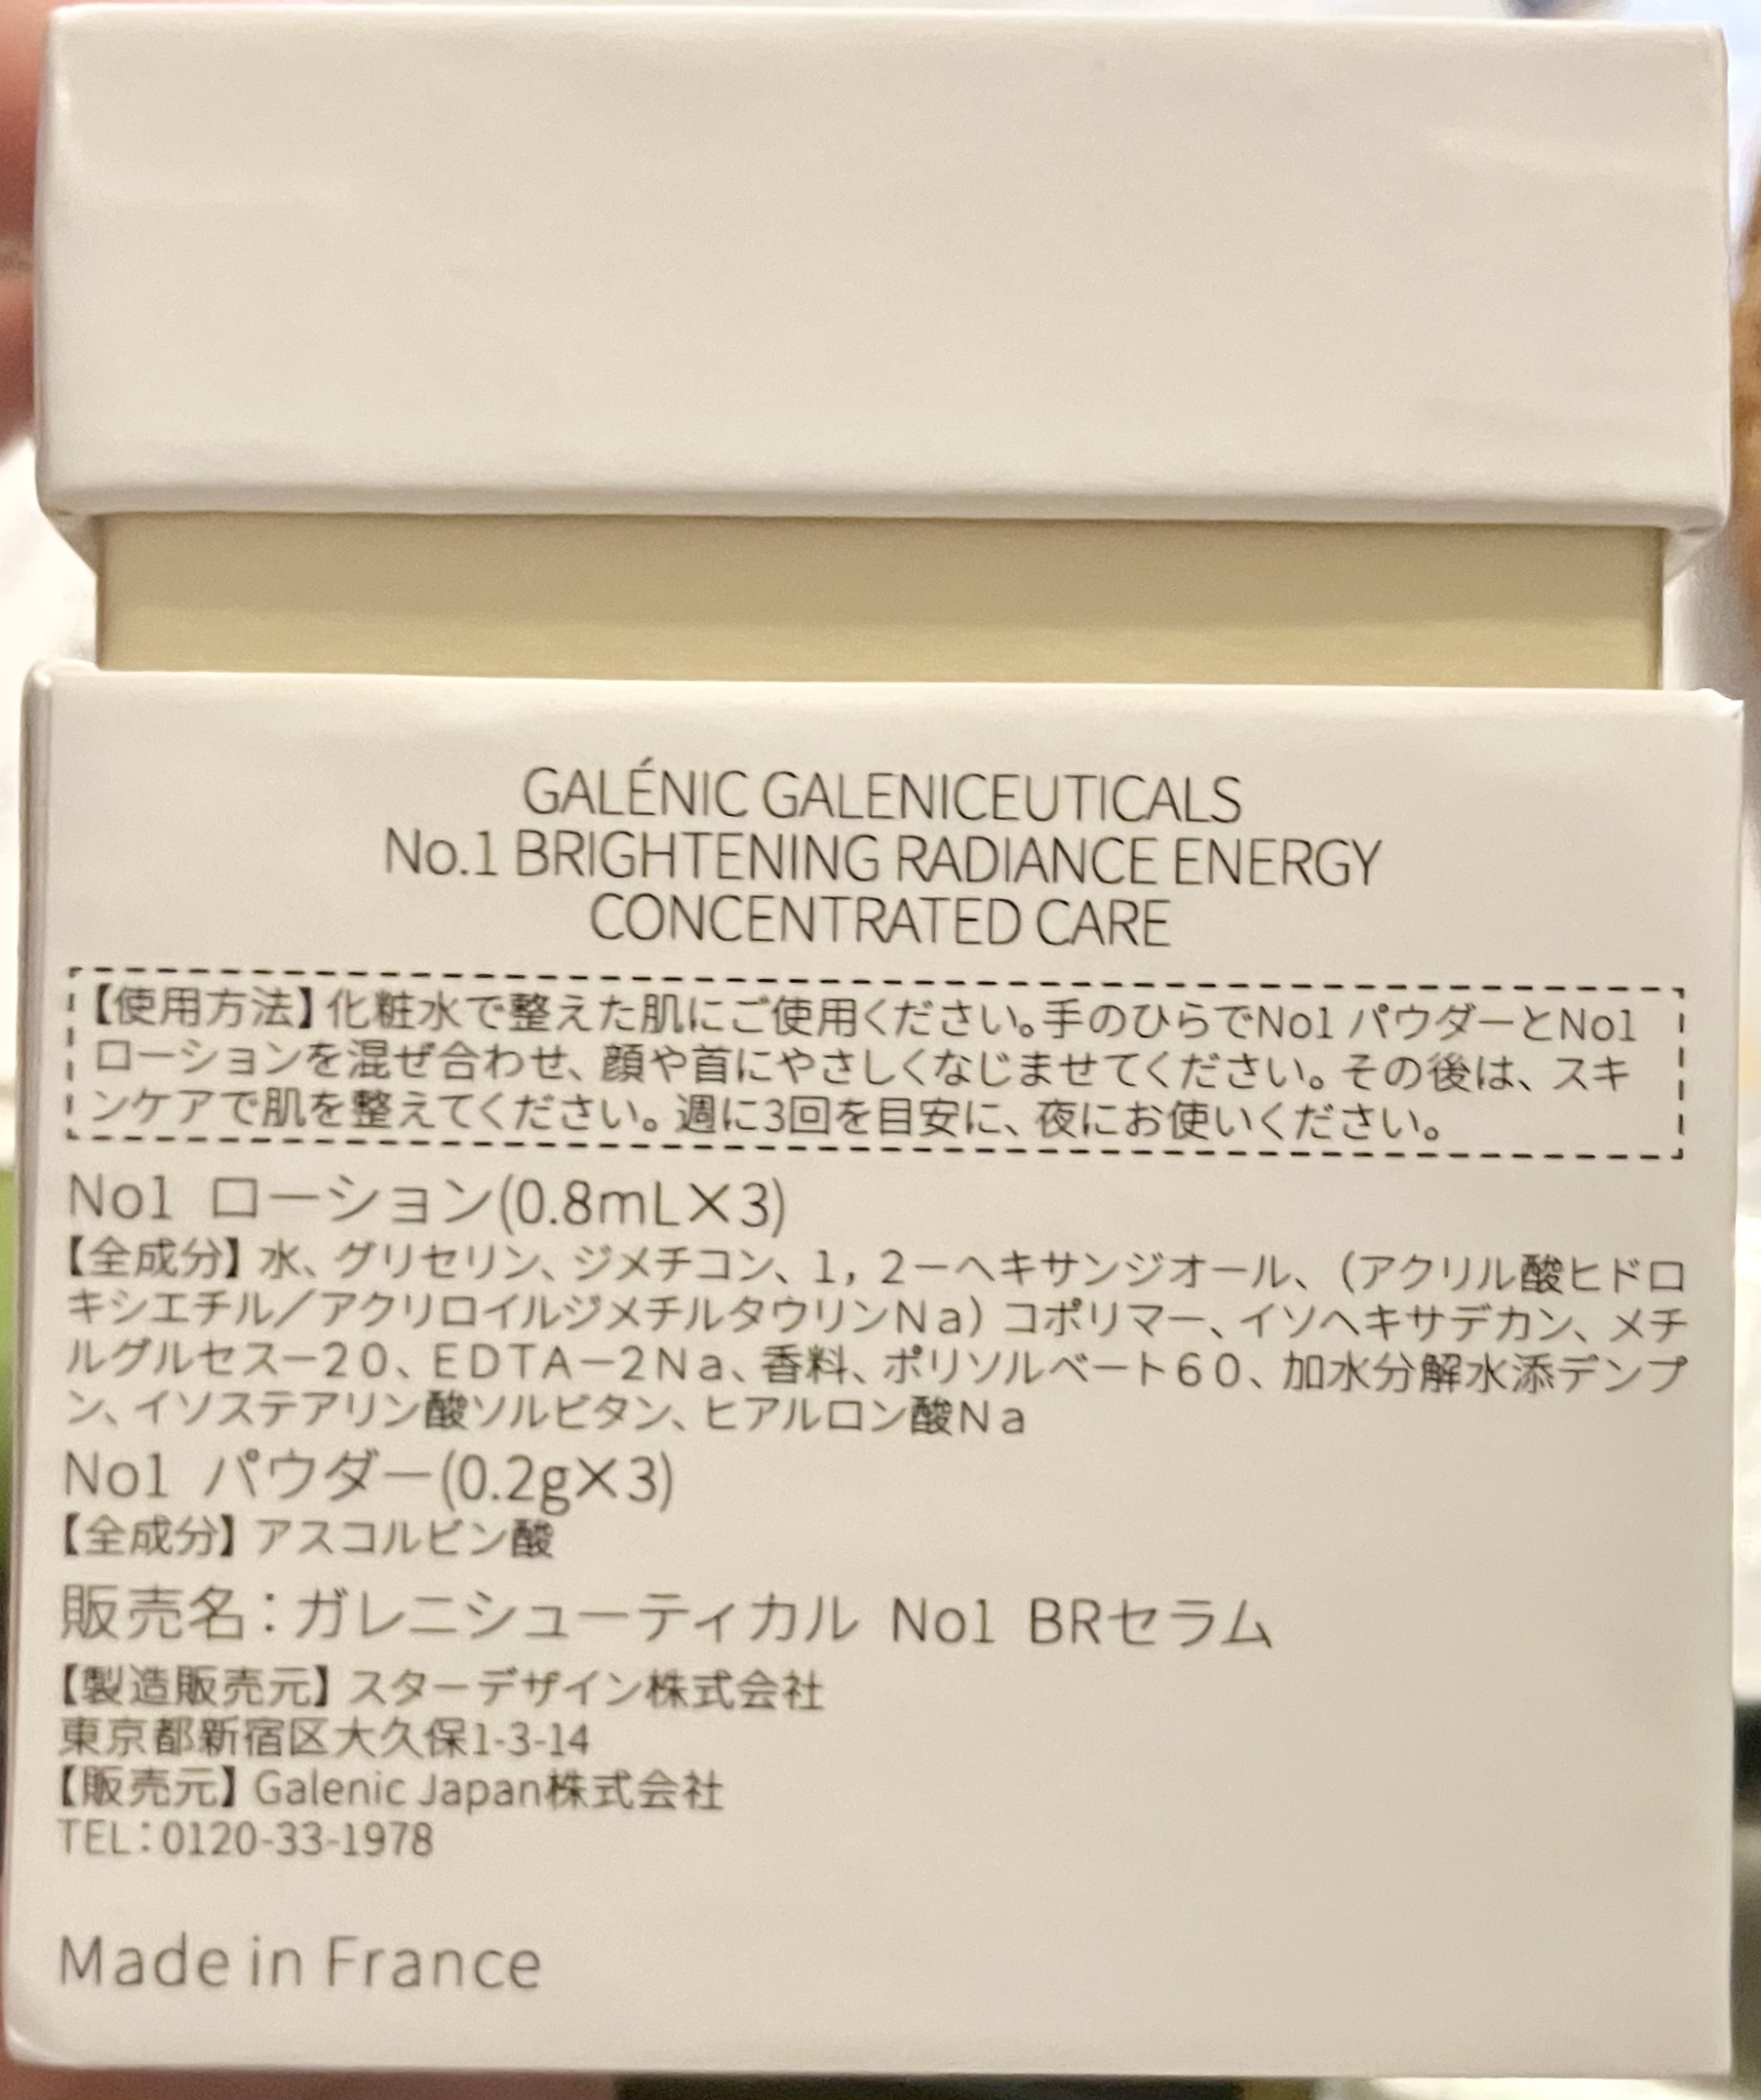 GALÉNIC GALENICEUTICALS
No.1 BRIGHTENING RADIANCE ENERGY
CONCENTRATED CARE
【使用方法】化粧水で整えた肌にご使用ください。手のひらでNo1 パウダーとNo1
ローションを混ぜ合わせ、顔や首にやさしくなじませてください。その後は、スキ
ンケアで肌を整えてください。週に3回を目安に、夜にお使いください。
No1 ローション(0.8mL×3)
【全成分】水、グリセリン、ジメチコン、1，2－ヘキサンジオール、（アクリル酸ヒドロ
キシエチル／アクリロイルジメチルタウリンＮａ）コポリマー、イソヘキサデカン、メチ
ルグルセス－２０、ＥＤＴＡ－２Ｎａ、香料、ポリソルベート６０、加水分解水添デンプ
ン、イソステアリン酸ソルビタン、ヒアルロン酸Ｎａ
No1 パウダー(0.2g×3)
【全成分】アスコルビン酸
販売名：ガレニシューティカル No1 BRセラム
【製造販売元】スターデザイン株式会社
東京都新宿区大久保1-3-14
【販売元】Galenic Japan株式会社
TEL：0120-33-1978
Made in France